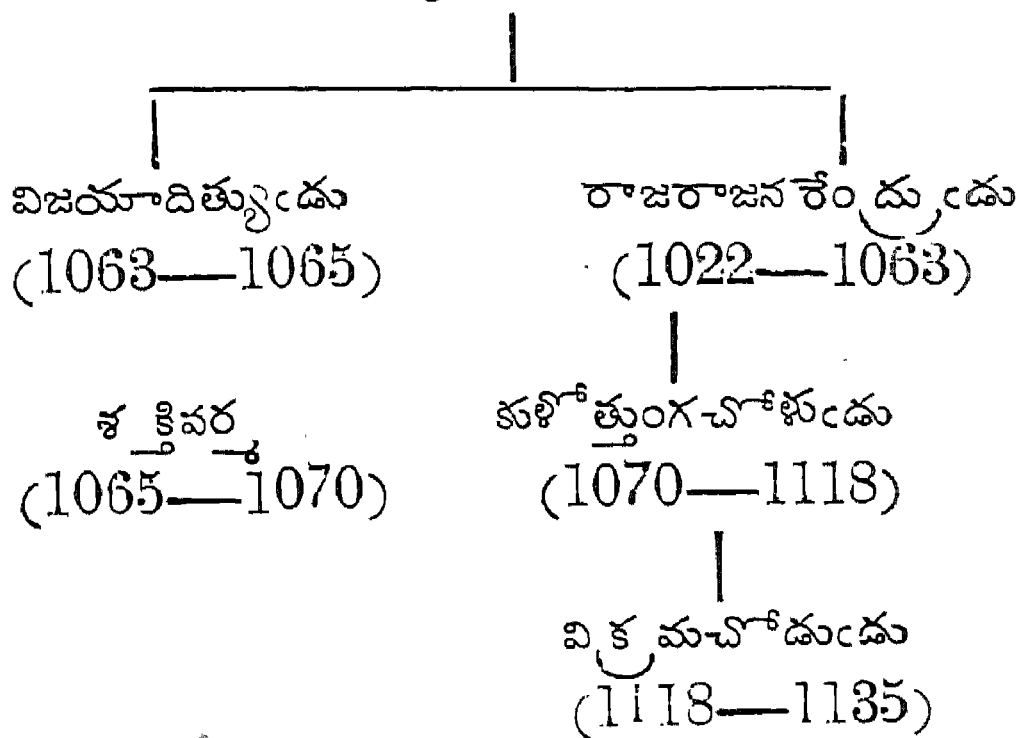 విజయాదిత్యుఁడు రాజరాజనరేంద్రుఁడు
(1063—1065) (1022—1063)
శక్తివర్మ కుళోత్తుంగచోళుఁడు
(1065—1070) (1070—1118)
విక్రమచోడుఁడు
(1118—1135)